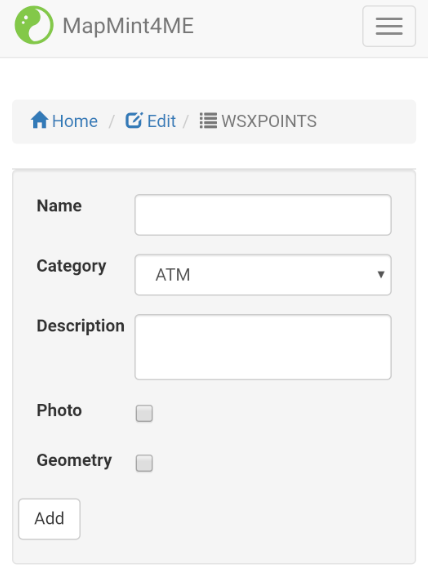 MapMint4ME
Home / Edit / WSXPOINTS
Name
Category ATM
Description
Photo
Geometry
Add